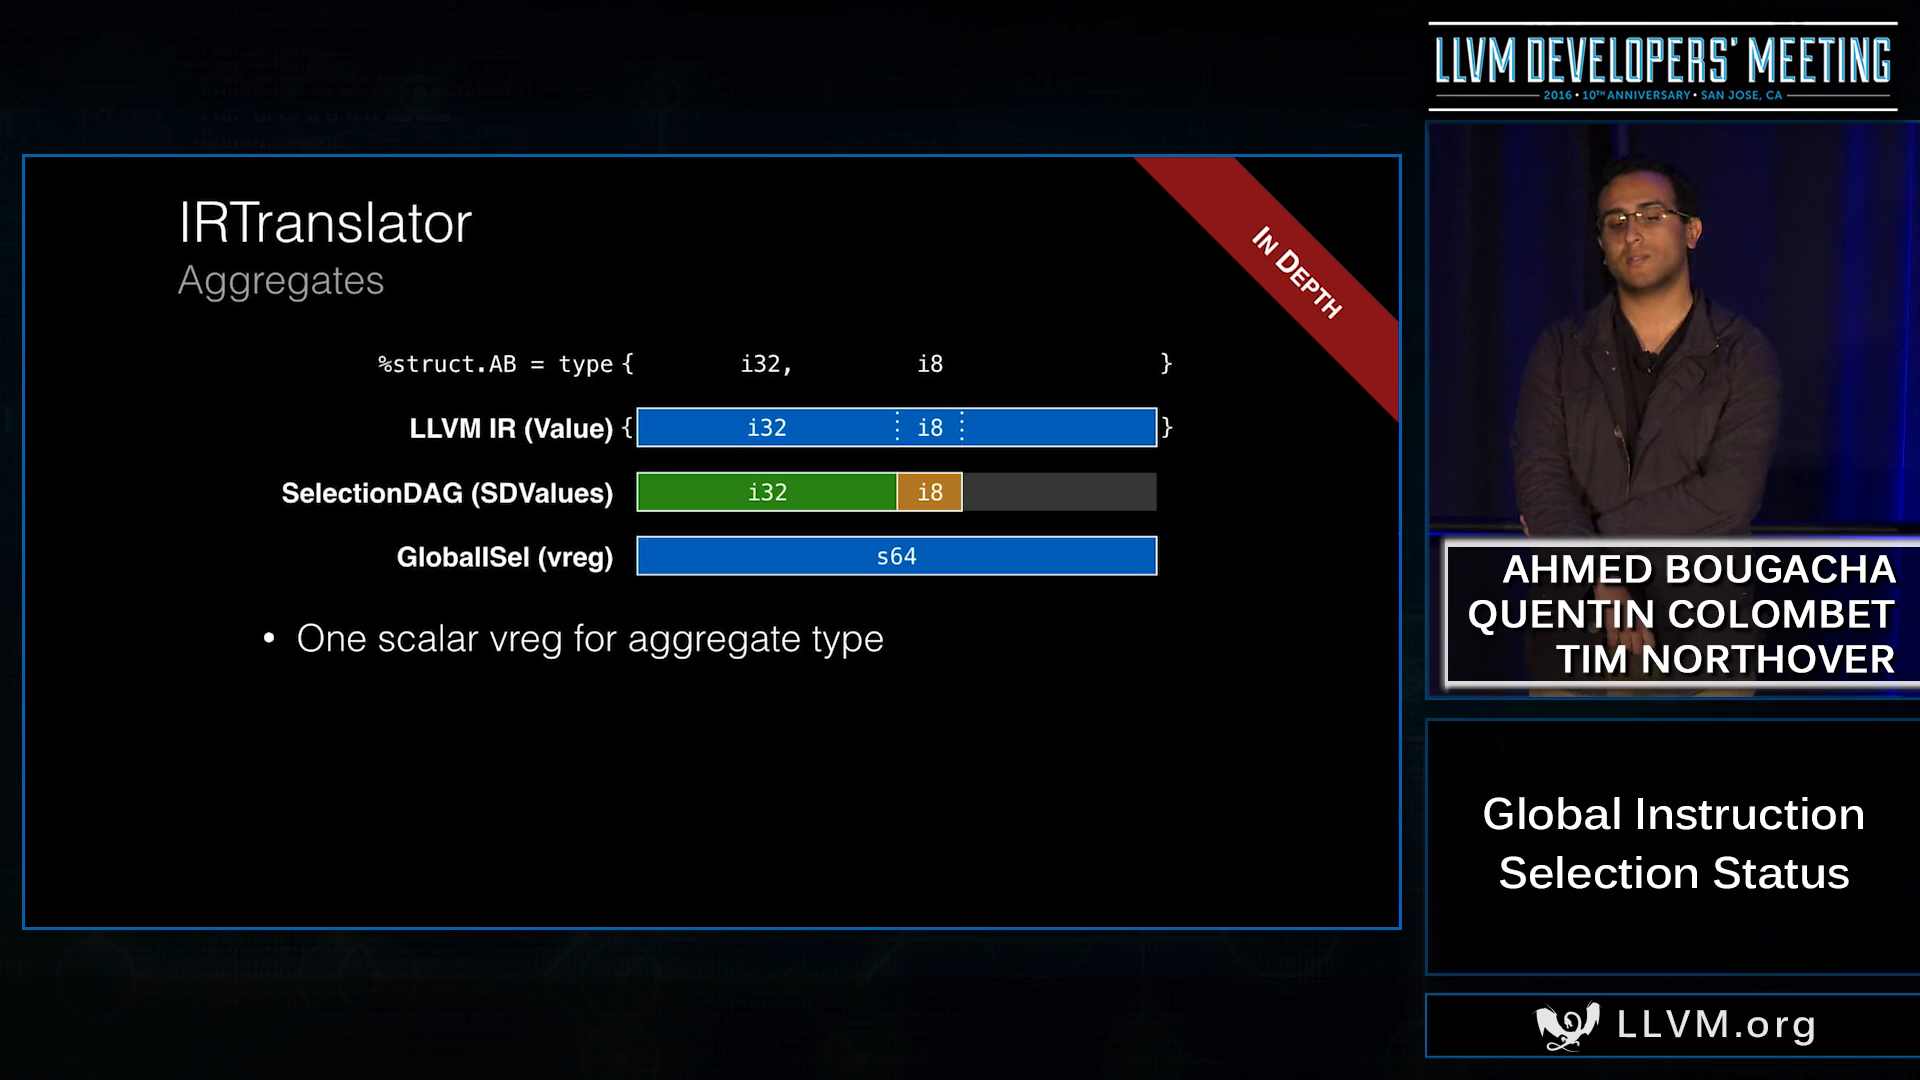 LLVM DEVELOPERS' MEETING
2016 • 10TH ANNIVERSARY • SAN JOSE, CA
IRTranslator
Aggregates
IN DEPTH
%struct.AB = type { i32, i8 }
LLVM IR (Value) { i32 i8 }
SelectionDAG (SDValues) i32 i8
GlobalISel (vreg) s64
• One scalar vreg for aggregate type
AHMED BOUGACHA
QUENTIN COLOMBET
TIM NORTHOVER
Global Instruction
Selection Status
LLVM.org